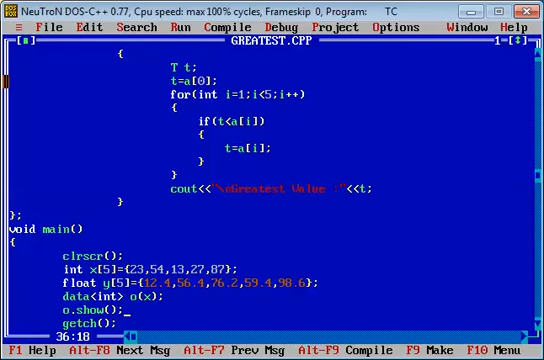 NeuTroN DOS-C++ 0.77, Cpu speed: max 100% cycles, Frameskip 0, Program: TC
≡ File Edit Search Run Compile Debug Project Options Window Help
[■] GREATEST.CPP 1=[↕]
{
T t;
t=a[0];
for(int i=1;i<5;i++)
{
if(t<a[i])
{
t=a[i];
}
}
cout<<"\nGreatest Value :"<<t;
}
};
void main()
{
clrscr();
int x[5]={23,54,13,27,87};
float y[5]={12.4,56.4,76.2,59.4,98.6};
data<int> o(x);
o.show();
getch();
36:18
F1 Help Alt-F8 Next Msg Alt-F7 Prev Msg Alt-F9 Compile F9 Make F10 Menu